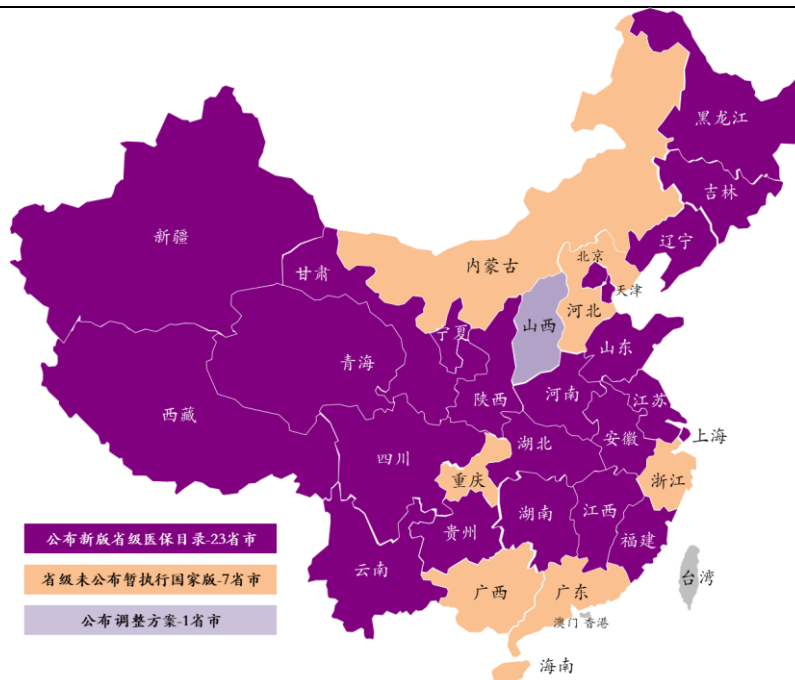 黑龙江
吉林
辽宁
新疆
内蒙古
北京
甘肃
天津
河北
山西
宁夏
山东
青海
陕西
河南
江苏
西藏
湖北
安徽
上海
四川
重庆
浙江
湖南
江西
贵州
福建
公布新版省级医保目录-23省市
云南
省级未公布暂执行国家版-7省市
台湾
广西
广东
公布调整方案-1省市
澳门 香港
海南